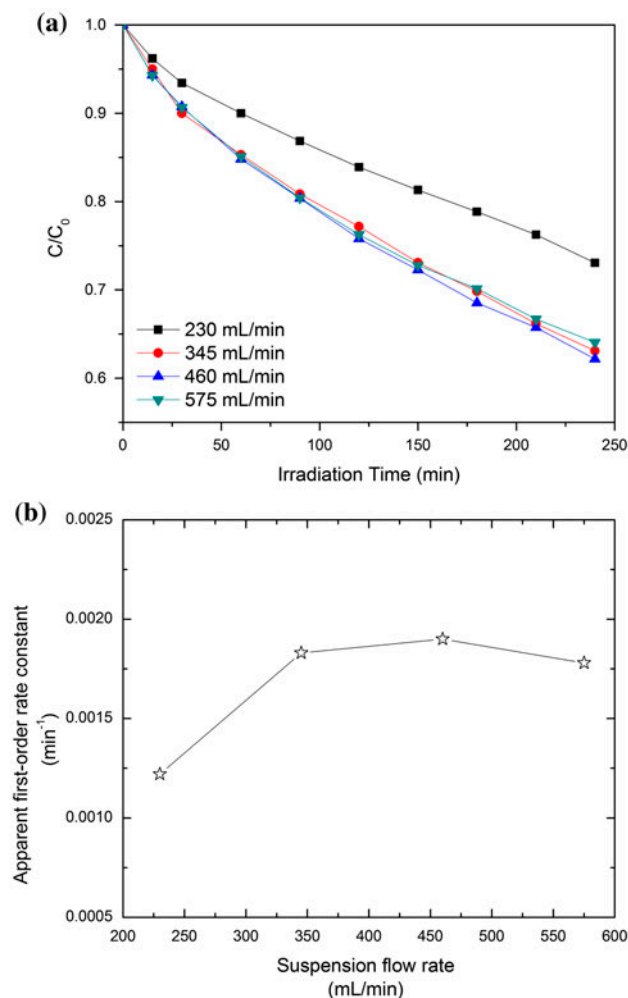 (a)
1.0
0.9
0.8
0.7
0.6
C/C₀
230 mL/min
345 mL/min
460 mL/min
575 mL/min
0 50 100 150 200 250
Irradiation Time (min)
(b)
0.0025
0.0020
0.0015
0.0010
0.0005
Apparent first-order rate constant
(min⁻¹)
200 250 300 350 400 450 500 550 600
Suspension flow rate
(mL/min)